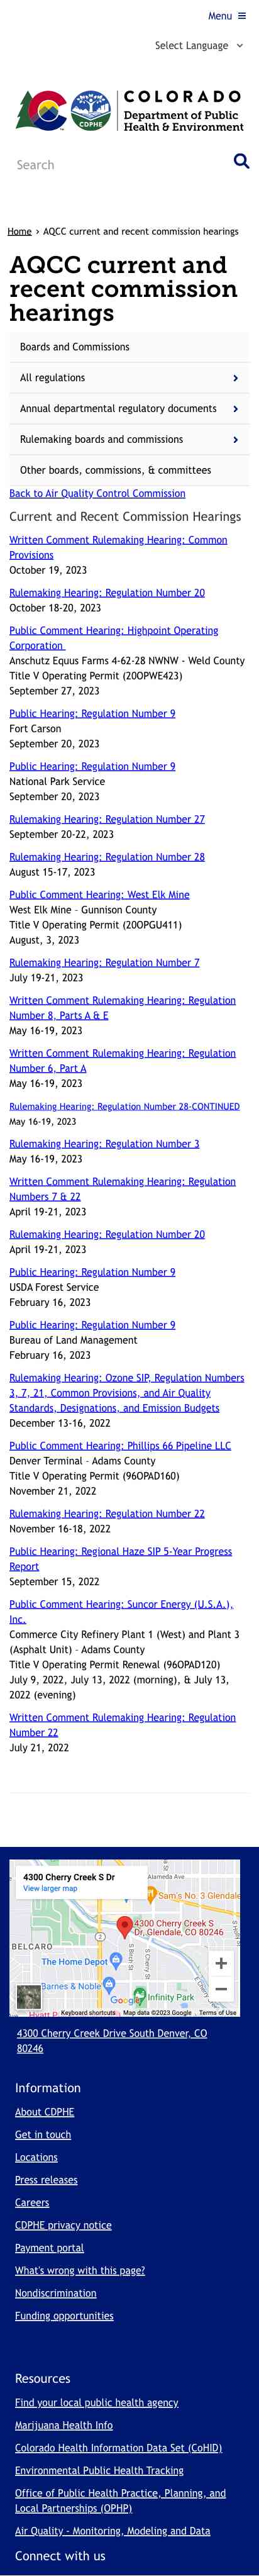 Menu
Select Language
COLORADO
Department of Public
Health & Environment
CDPHE
Search
Home › AQCC current and recent commission hearings
AQCC current and
recent commission
hearings
Boards and Commissions
All regulations
Annual departmental regulatory documents
Rulemaking boards and commissions
Other boards, commissions, & committees
Back to Air Quality Control Commission
Current and Recent Commission Hearings
Written Comment Rulemaking Hearing: Common
Provisions
October 19, 2023
Rulemaking Hearing: Regulation Number 20
October 18-20, 2023
Public Comment Hearing: Highpoint Operating
Corporation
Anschutz Equus Farms 4-62-28 NWNW - Weld County
Title V Operating Permit (20OPWE423)
September 27, 2023
Public Hearing: Regulation Number 9
Fort Carson
September 20, 2023
Public Hearing: Regulation Number 9
National Park Service
September 20, 2023
Rulemaking Hearing: Regulation Number 27
September 20-22, 2023
Rulemaking Hearing: Regulation Number 28
August 15-17, 2023
Public Comment Hearing: West Elk Mine
West Elk Mine – Gunnison County
Title V Operating Permit (20OPGU411)
August, 3, 2023
Rulemaking Hearing: Regulation Number 7
July 19-21, 2023
Written Comment Rulemaking Hearing: Regulation
Number 8, Parts A & E
May 16-19, 2023
Written Comment Rulemaking Hearing: Regulation
Number 6, Part A
May 16-19, 2023
Rulemaking Hearing: Regulation Number 28-CONTINUED
May 16-19, 2023
Rulemaking Hearing: Regulation Number 3
May 16-19, 2023
Written Comment Rulemaking Hearing: Regulation
Numbers 7 & 22
April 19-21, 2023
Rulemaking Hearing: Regulation Number 20
April 19-21, 2023
Public Hearing: Regulation Number 9
USDA Forest Service
February 16, 2023
Public Hearing: Regulation Number 9
Bureau of Land Management
February 16, 2023
Rulemaking Hearing: Ozone SIP, Regulation Numbers
3, 7, 21, Common Provisions, and Air Quality
Standards, Designations, and Emission Budgets
December 13-16, 2022
Public Comment Hearing: Phillips 66 Pipeline LLC
Denver Terminal - Adams County
Title V Operating Permit (96OPAD160)
November 21, 2022
Rulemaking Hearing: Regulation Number 22
November 16-18, 2022
Public Hearing: Regional Haze SIP 5-Year Progress
Report
September 15, 2022
Public Comment Hearing: Suncor Energy (U.S.A.),
Inc.
Commerce City Refinery Plant 1 (West) and Plant 3
(Asphalt Unit) – Adams County
Title V Operating Permit Renewal (96OPAD120)
July 9, 2022, July 13, 2022 (morning), & July 13,
2022 (evening)
Written Comment Rulemaking Hearing: Regulation
Number 22
July 21, 2022
4300 Cherry Creek S Dr
View larger map
Alameda Ave
Sam's No. 3 Glendale
4300 Cherry Creek S
Dr, Glendale, CO 80246
BELCARO
The Home Depot
Barnes & Noble
Infinity Park
Google
Hyatt P
Keyboard shortcuts
Map data ©2023 Google
Terms of Use
4300 Cherry Creek Drive South Denver, CO
80246
Information
About CDPHE
Get in touch
Locations
Press releases
Careers
CDPHE privacy notice
Payment portal
What's wrong with this page?
Nondiscrimination
Funding opportunities
Resources
Find your local public health agency
Marijuana Health Info
Colorado Health Information Data Set (CoHID)
Environmental Public Health Tracking
Office of Public Health Practice, Planning, and
Local Partnerships (OPHP)
Air Quality - Monitoring, Modeling and Data
Connect with us